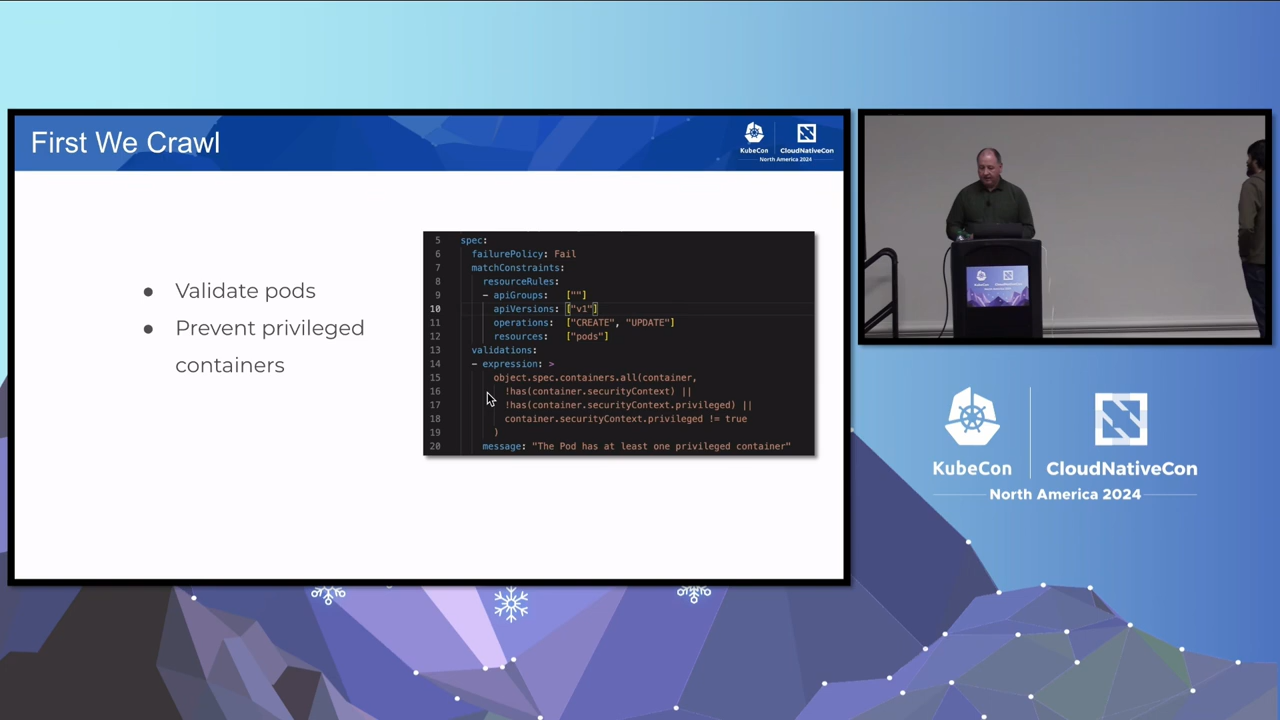 First We Crawl
KubeCon
CloudNativeCon
North America 2024
● Validate pods
● Prevent privileged
containers
5 spec:
6 failurePolicy: Fail
7 matchConstraints:
8 resourceRules:
9 - apiGroups: [""]
10 apiVersions: ["v1"]
11 operations: ["CREATE", "UPDATE"]
12 resources: ["pods"]
13 validations:
14 - expression: >
15 object.spec.containers.all(container,
16 !has(container.securityContext) ||
17 !has(container.securityContext.privileged) ||
18 container.securityContext.privileged != true
19 )
20 message: "The Pod has at least one privileged container"
KubeCon
CloudNativeCon
North America 2024